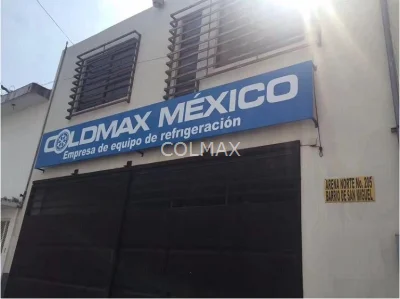 COLDMAX MÉXICO
Empresa de equipo de refrigeración
COLMAX
ARENA NORTE No. 205
BARRIO DE SAN MIGUEL